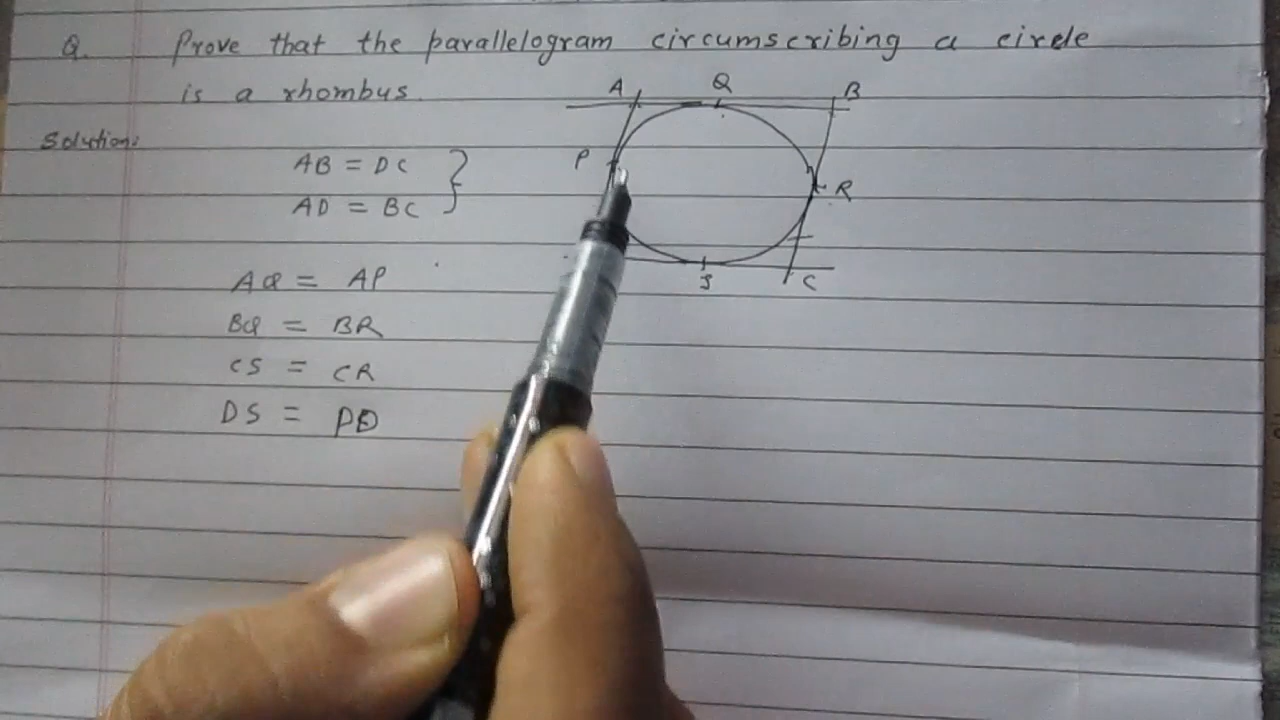 Q. Prove that the parallelogram circumscribing a circle
is a rhombus.
Solution:
AB = DC
AD = BC
AQ = AP
BQ = BR
CS = CR
DS = PD
A Q B
P
R
S C